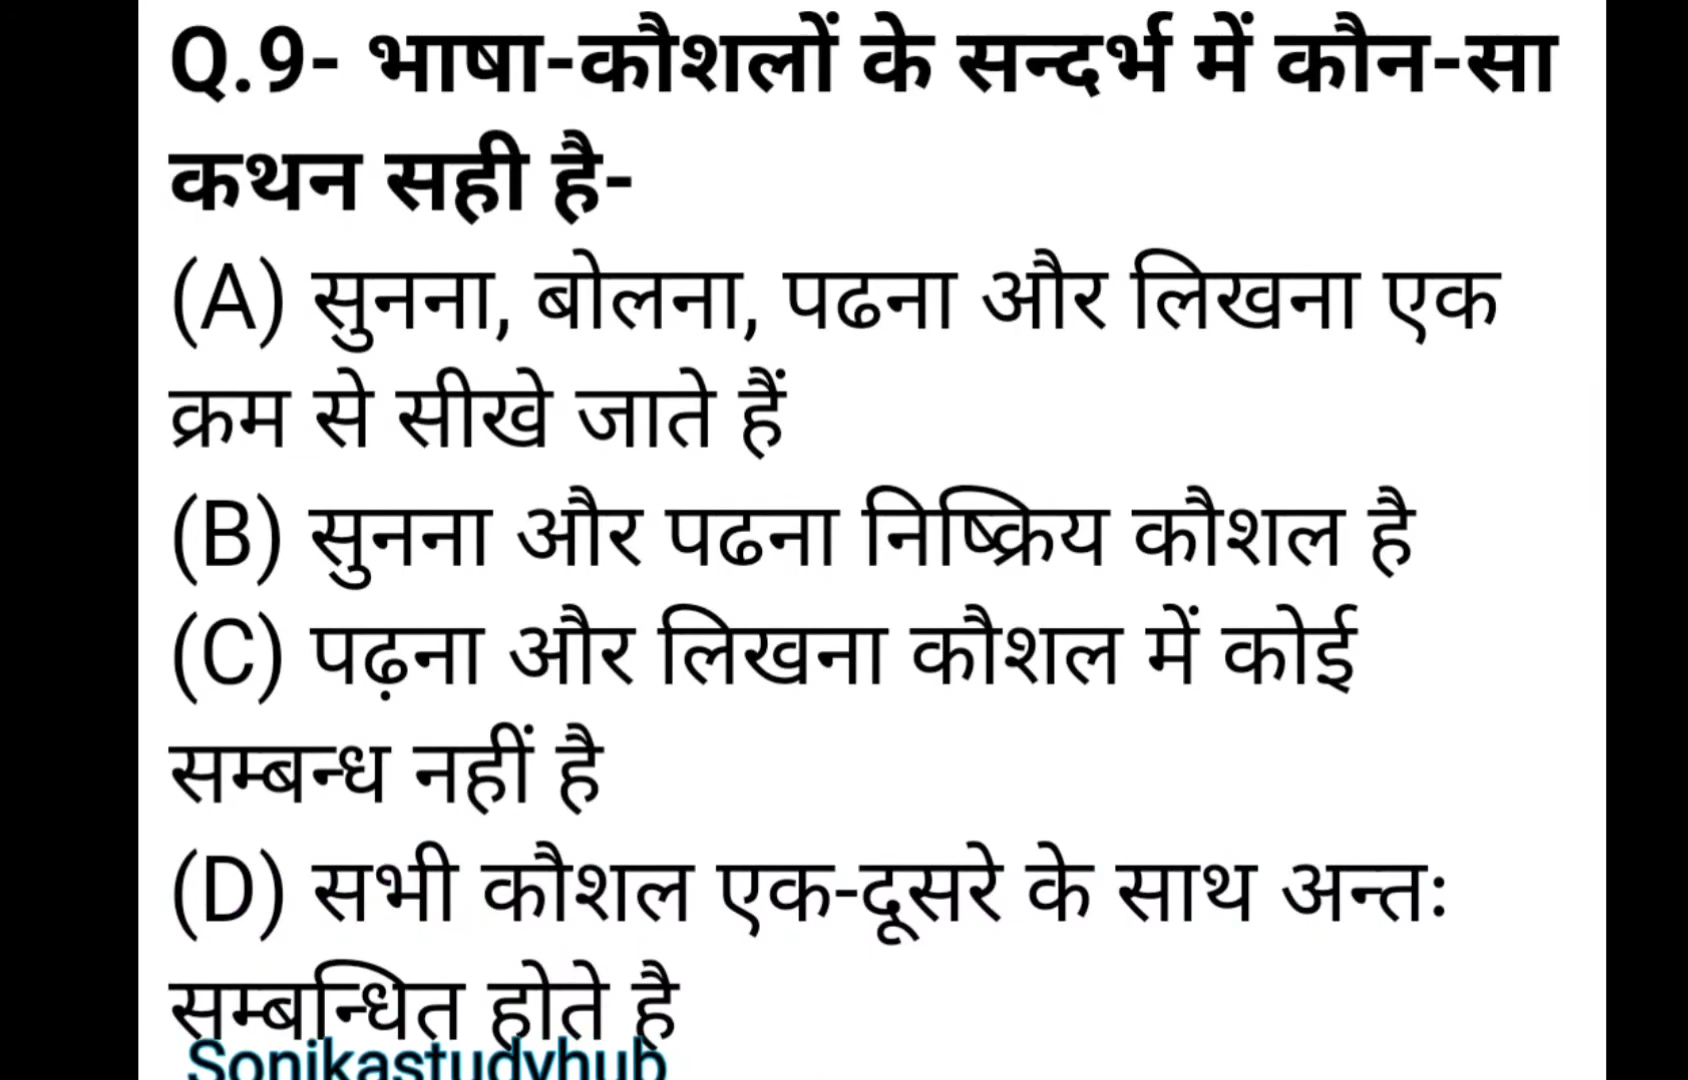 Q.9- भाषा-कौशलों के सन्दर्भ में कौन-सा
कथन सही है-
(A) सुनना, बोलना, पढना और लिखना एक
क्रम से सीखे जाते हैं
(B) सुनना और पढना निष्क्रिय कौशल है
(C) पढ़ना और लिखना कौशल में कोई
सम्बन्ध नहीं है
(D) सभी कौशल एक-दूसरे के साथ अन्तः
सम्बन्धित होते है
Sonikastudyhub